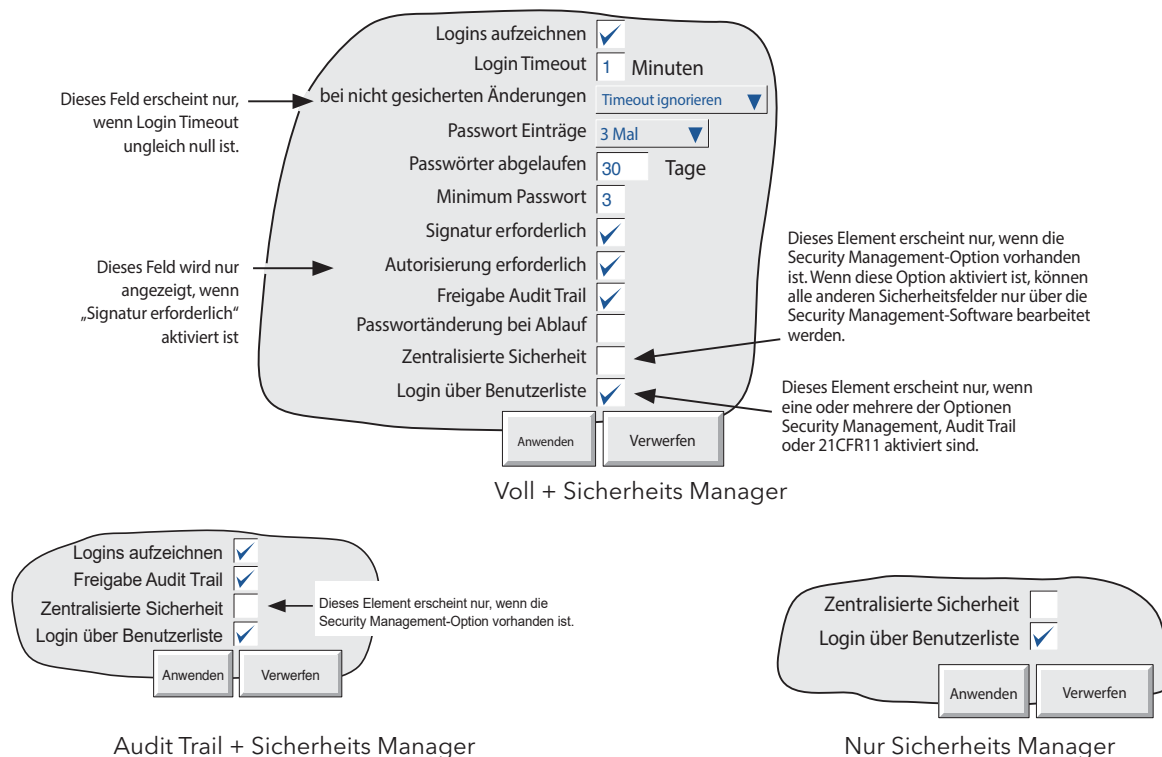 Logins aufzeichnen
Login Timeout 1 Minuten
bei nicht gesicherten Änderungen Timeout ignorieren
Passwort Einträge 3 Mal
Passwörter abgelaufen 30 Tage
Minimum Passwort 3
Signatur erforderlich
Autorisierung erforderlich
Freigabe Audit Trail
Passwortänderung bei Ablauf
Zentralisierte Sicherheit
Login über Benutzerliste
Anwenden Verwerfen
Dieses Feld erscheint nur,
wenn Login Timeout
ungleich null ist.
Dieses Feld wird nur
angezeigt, wenn
„Signatur erforderlich“
aktiviert ist
Dieses Element erscheint nur, wenn die
Security Management-Option vorhanden
ist. Wenn diese Option aktiviert ist, können
alle anderen Sicherheitsfelder nur über die
Security Management-Software bearbeitet
werden.
Dieses Element erscheint nur, wenn
eine oder mehrere der Optionen
Security Management, Audit Trail
oder 21CFR11 aktiviert sind.
Voll + Sicherheits Manager
Logins aufzeichnen
Freigabe Audit Trail
Zentralisierte Sicherheit
Login über Benutzerliste
Anwenden Verwerfen
Dieses Element erscheint nur, wenn die
Security Management-Option vorhanden ist.
Audit Trail + Sicherheits Manager
Zentralisierte Sicherheit
Login über Benutzerliste
Anwenden Verwerfen
Nur Sicherheits Manager